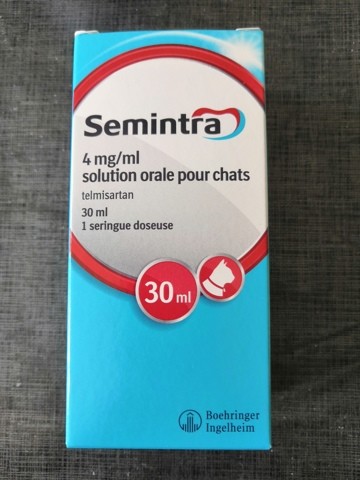 Semintra
4 mg/ml
solution orale pour chats
telmisartan
30 ml
1 seringue doseuse
30 ml
Boehringer
Ingelheim